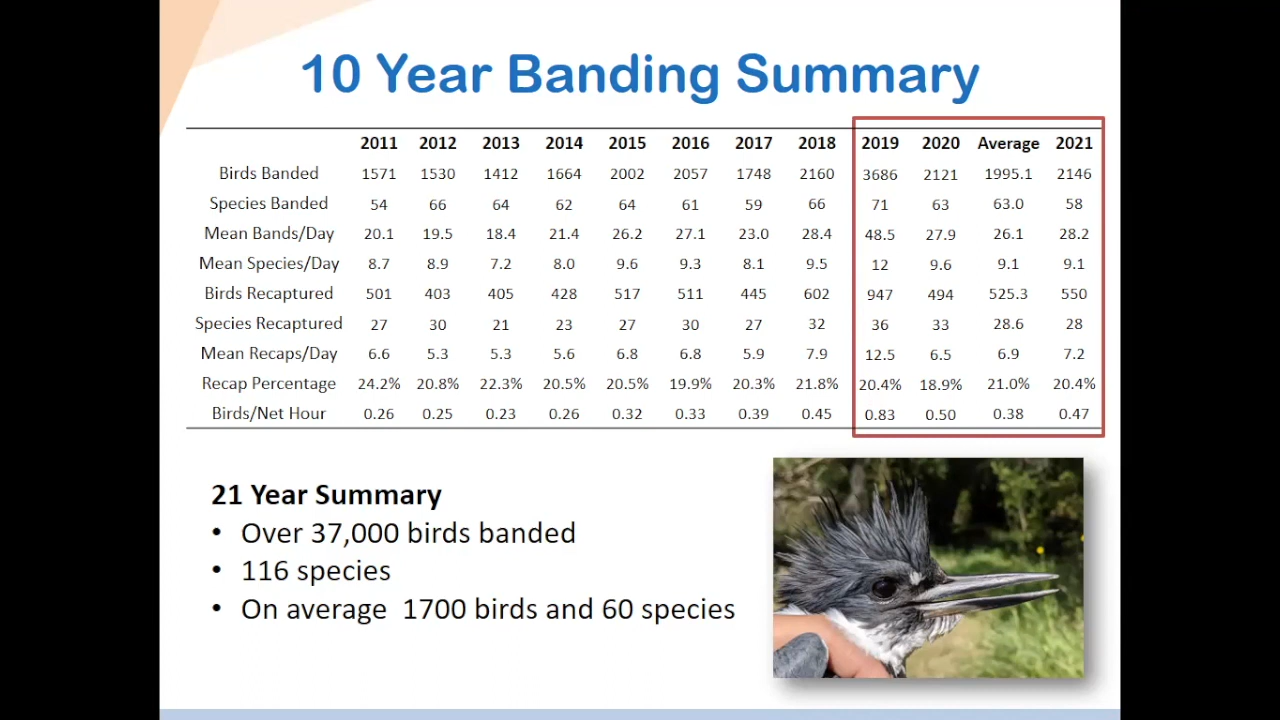 10 Year Banding Summary
2011 2012 2013 2014 2015 2016 2017 2018 2019 2020 Average 2021
Birds Banded 1571 1530 1412 1664 2002 2057 1748 2160 3686 2121 1995.1 2146
Species Banded 54 66 64 62 64 61 59 66 71 63 63.0 58
Mean Bands/Day 20.1 19.5 18.4 21.4 26.2 27.1 23.0 28.4 48.5 27.9 26.1 28.2
Mean Species/Day 8.7 8.9 7.2 8.0 9.6 9.3 8.1 9.5 12 9.6 9.1 9.1
Birds Recaptured 501 403 405 428 517 511 445 602 947 494 525.3 550
Species Recaptured 27 30 21 23 27 30 27 32 36 33 28.6 28
Mean Recaps/Day 6.6 5.3 5.3 5.6 6.8 6.8 5.9 7.9 12.5 6.5 6.9 7.2
Recap Percentage 24.2% 20.8% 22.3% 20.5% 20.5% 19.9% 20.3% 21.8% 20.4% 18.9% 21.0% 20.4%
Birds/Net Hour 0.26 0.25 0.23 0.26 0.32 0.33 0.39 0.45 0.83 0.50 0.38 0.47
21 Year Summary
• Over 37,000 birds banded
• 116 species
• On average 1700 birds and 60 species